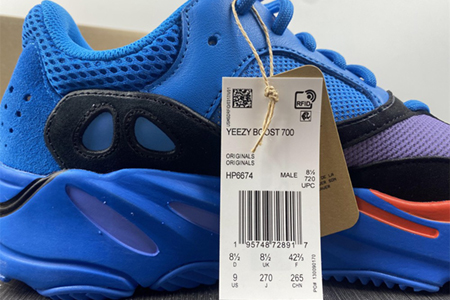 RFID
YEEZY BOOST 700
ORIGINALS
ORIGINALS
HP6674 MALE 8½
720
UPC
1 95748 72891 7
8½ 8½ 42⅔
D UK F
9 270 265
US J CHN